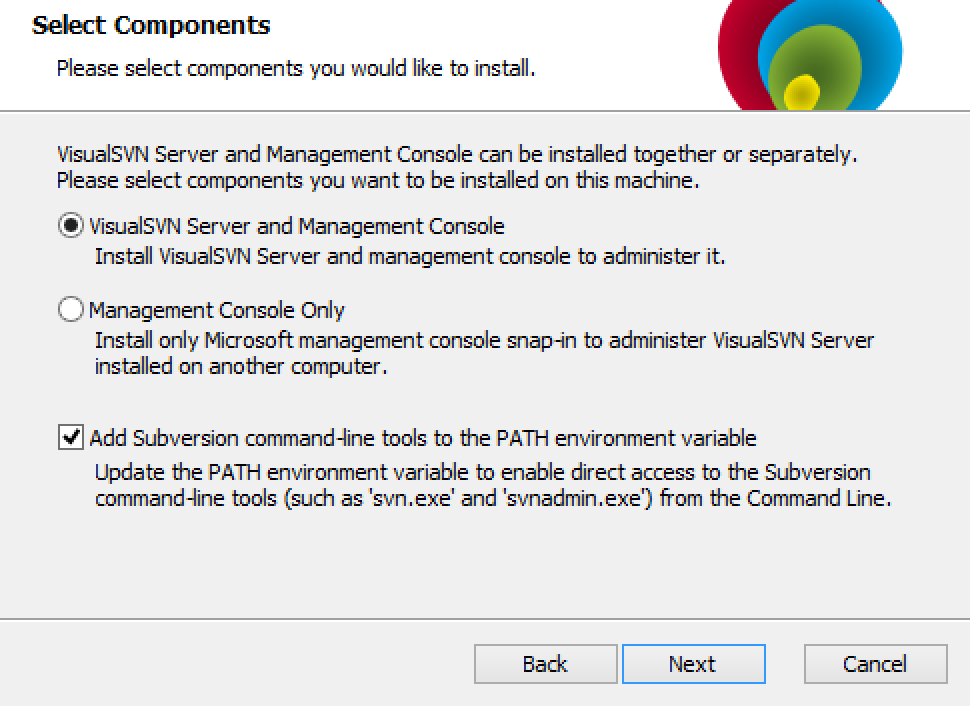 Select Components
Please select components you would like to install.
VisualSVN Server and Management Console can be installed together or separately.
Please select components you want to be installed on this machine.
VisualSVN Server and Management Console
Install VisualSVN Server and management console to administer it.
Management Console Only
Install only Microsoft management console snap-in to administer VisualSVN Server
installed on another computer.
Add Subversion command-line tools to the PATH environment variable
Update the PATH environment variable to enable direct access to the Subversion
command-line tools (such as 'svn.exe' and 'svnadmin.exe') from the Command Line.
Back
Next
Cancel